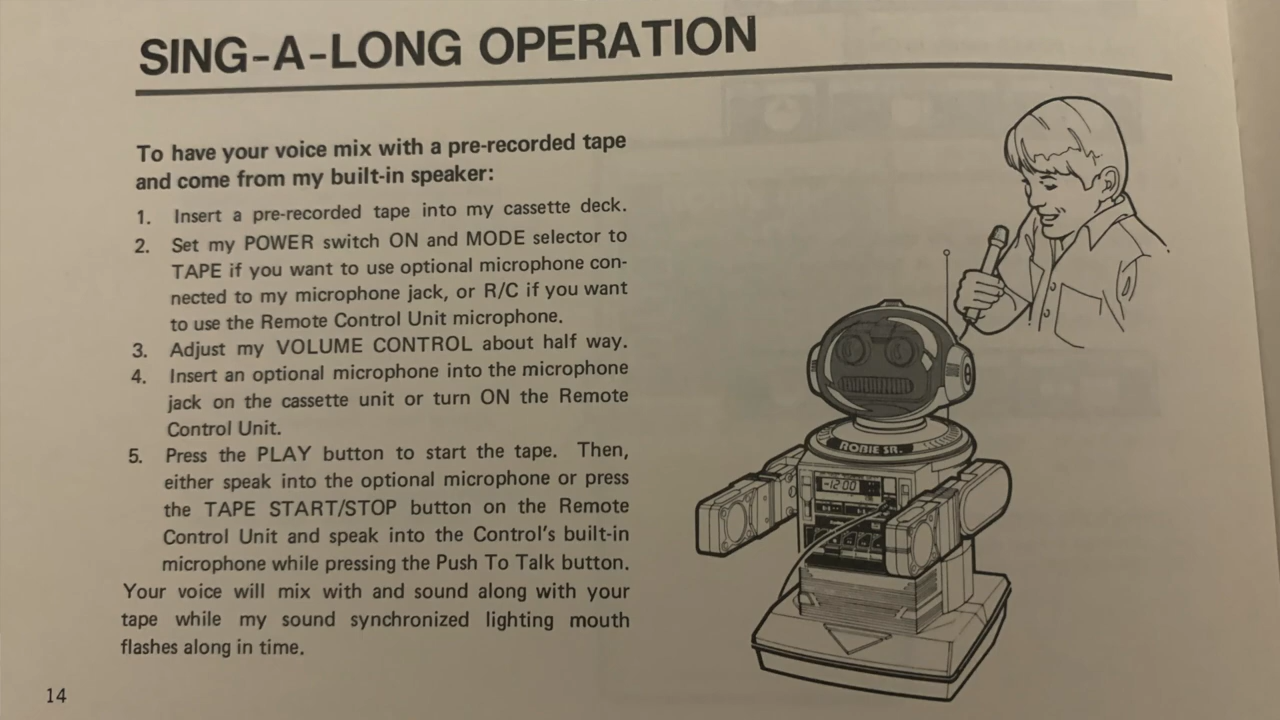 SING-A-LONG OPERATION
To have your voice mix with a pre-recorded tape
and come from my built-in speaker:
1. Insert a pre-recorded tape into my cassette deck.
2. Set my POWER switch ON and MODE selector to
TAPE if you want to use optional microphone con-
nected to my microphone jack, or R/C if you want
to use the Remote Control Unit microphone.
3. Adjust my VOLUME CONTROL about half way.
4. Insert an optional microphone into the microphone
jack on the cassette unit or turn ON the Remote
Control Unit.
5. Press the PLAY button to start the tape. Then,
either speak into the optional microphone or press
the TAPE START/STOP button on the Remote
Control Unit and speak into the Control's built-in
microphone while pressing the Push To Talk button.
Your voice will mix with and sound along with your
tape while my sound synchronized lighting mouth
flashes along in time.
ROBIE SR.
-12:00
14